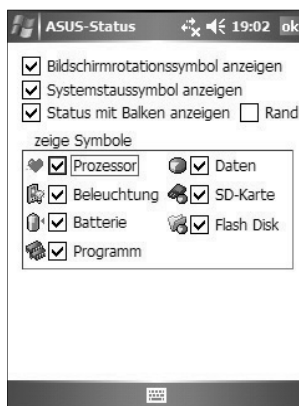 ASUS-Status 19:02 ok
Bildschirmrotationssymbol anzeigen
Systemstaussymbol anzeigen
Status mit Balken anzeigen Rand
zeige Symbole
Prozessor Daten
Beleuchtung SD-Karte
Batterie Flash Disk
Programm